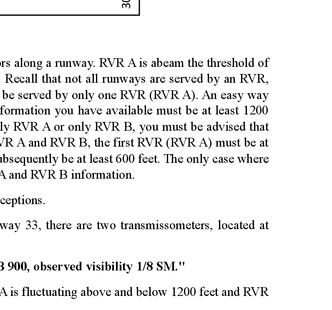 30
ors along a runway. RVR A is abeam the threshold of
. Recall that not all runways are served by an RVR,
be served by only one RVR (RVR A). An easy way
formation you have available must be at least 1200
ly RVR A or only RVR B, you must be advised that
VR A and RVR B, the first RVR (RVR A) must be at
ubsequently be at least 600 feet. The only case where
A and RVR B information.
ceptions.
way 33, there are two transmissometers, located at
B 900, observed visibility 1/8 SM."
A is fluctuating above and below 1200 feet and RVR